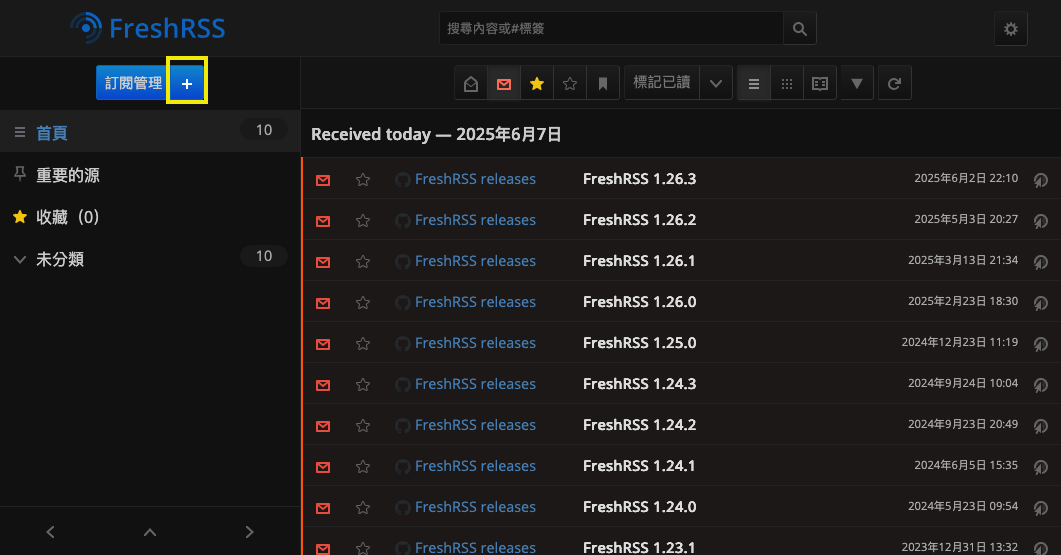 FreshRSS
搜尋內容或#標籤
訂閱管理 +
標記已讀
首頁 10
重要的源
收藏（0）
未分類 10
Received today — 2025年6月7日
FreshRSS releases FreshRSS 1.26.3 2025年6月2日 22:10
FreshRSS releases FreshRSS 1.26.2 2025年5月3日 20:27
FreshRSS releases FreshRSS 1.26.1 2025年3月13日 21:34
FreshRSS releases FreshRSS 1.26.0 2025年2月23日 18:30
FreshRSS releases FreshRSS 1.25.0 2024年12月23日 11:19
FreshRSS releases FreshRSS 1.24.3 2024年9月24日 10:04
FreshRSS releases FreshRSS 1.24.2 2024年9月23日 20:49
FreshRSS releases FreshRSS 1.24.1 2024年6月5日 15:35
FreshRSS releases FreshRSS 1.24.0 2024年5月23日 09:54
FreshRSS releases FreshRSS 1.23.1 2023年12月31日 13:32